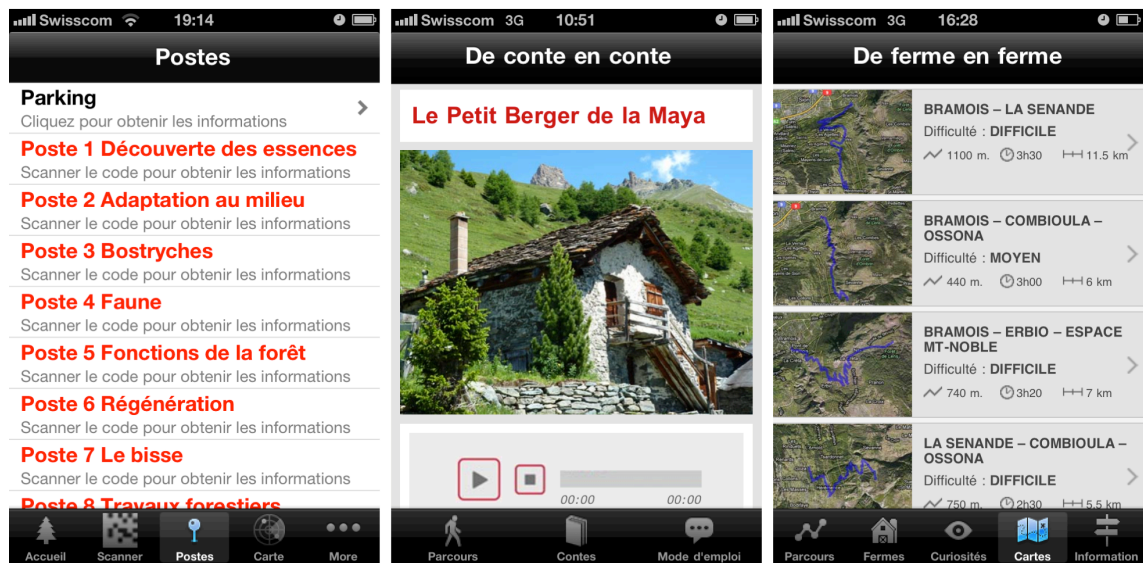 Swisscom 19:14
Postes
Parking
Cliquez pour obtenir les informations
Poste 1 Découverte des essences
Scanner le code pour obtenir les informations
Poste 2 Adaptation au milieu
Scanner le code pour obtenir les informations
Poste 3 Bostryches
Scanner le code pour obtenir les informations
Poste 4 Faune
Scanner le code pour obtenir les informations
Poste 5 Fonctions de la forêt
Scanner le code pour obtenir les informations
Poste 6 Régénération
Scanner le code pour obtenir les informations
Poste 7 Le bisse
Scanner le code pour obtenir les informations
Poste 8 Travaux forestiers
Accueil Scanner Postes Carte More
Swisscom 3G 10:51
De conte en conte
Le Petit Berger de la Maya
00:00 00:00
Parcours Contes Mode d'emploi
Swisscom 3G 16:28
De ferme en ferme
BRAMOIS – LA SENANDE
Difficulté : DIFFICILE
1100 m. 3h30 11.5 km
BRAMOIS – COMBIOULA –
OSSONA
Difficulté : MOYEN
440 m. 3h00 6 km
BRAMOIS – ERBIO – ESPACE
MT-NOBLE
Difficulté : DIFFICILE
740 m. 3h20 7 km
LA SENANDE – COMBIOULA –
OSSONA
Difficulté : DIFFICILE
750 m. 2h30 5.5 km
Parcours Fermes Curiosités Cartes Information